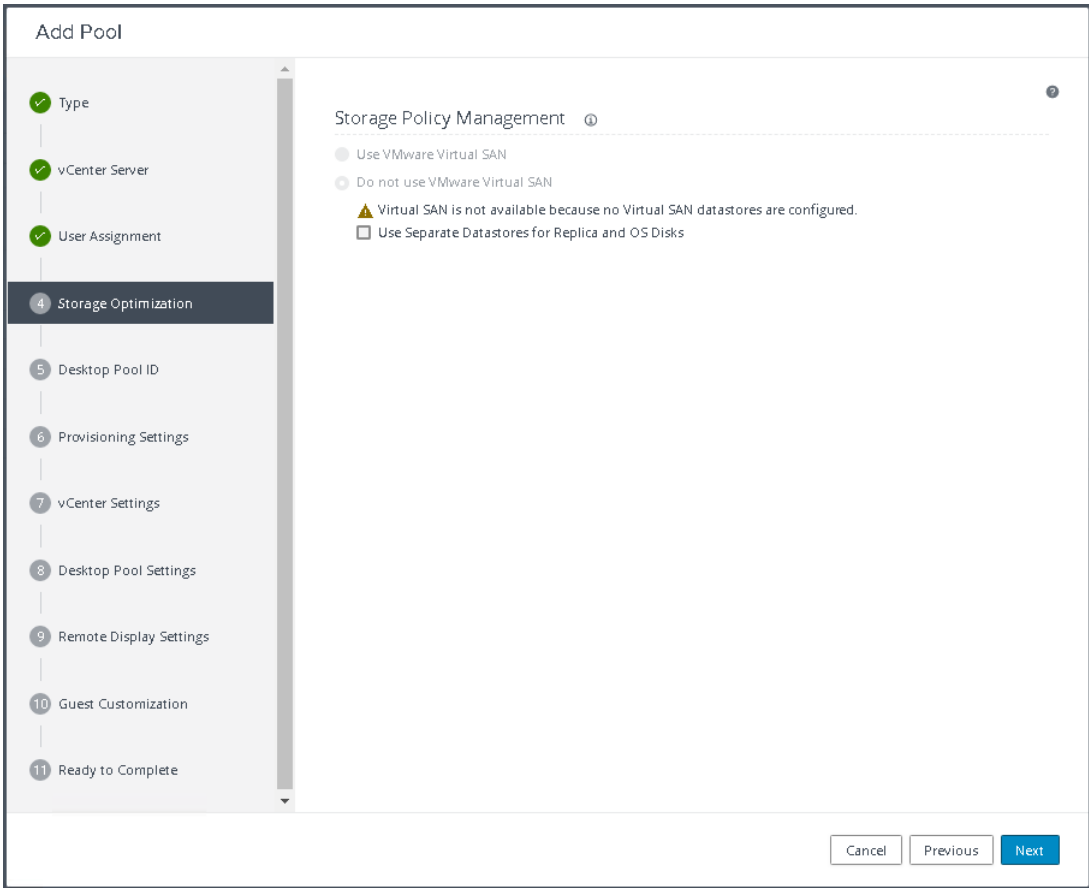 Add Pool
Type
vCenter Server
User Assignment
4 Storage Optimization
5 Desktop Pool ID
6 Provisioning Settings
7 vCenter Settings
8 Desktop Pool Settings
9 Remote Display Settings
10 Guest Customization
11 Ready to Complete
Storage Policy Management
Use VMware Virtual SAN
Do not use VMware Virtual SAN
Virtual SAN is not available because no Virtual SAN datastores are configured.
Use Separate Datastores for Replica and OS Disks
Cancel Previous Next